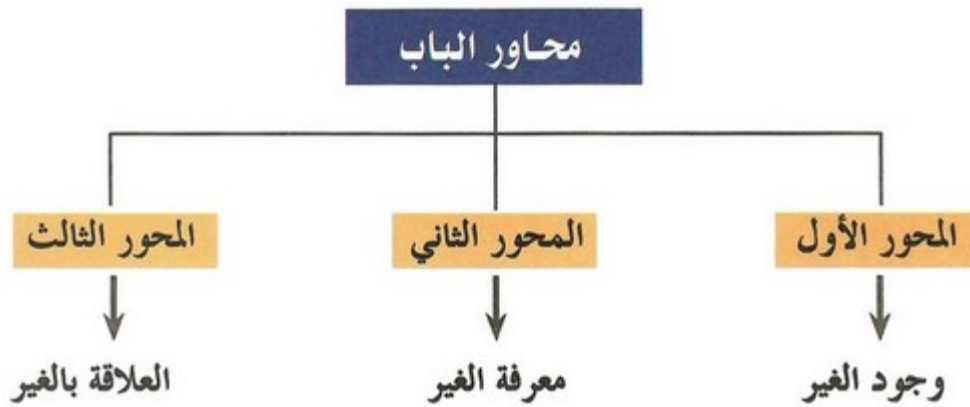 محاور الباب
المحور الأول
المحور الثاني
المحور الثالث
وجود الغير
معرفة الغير
العلاقة بالغير